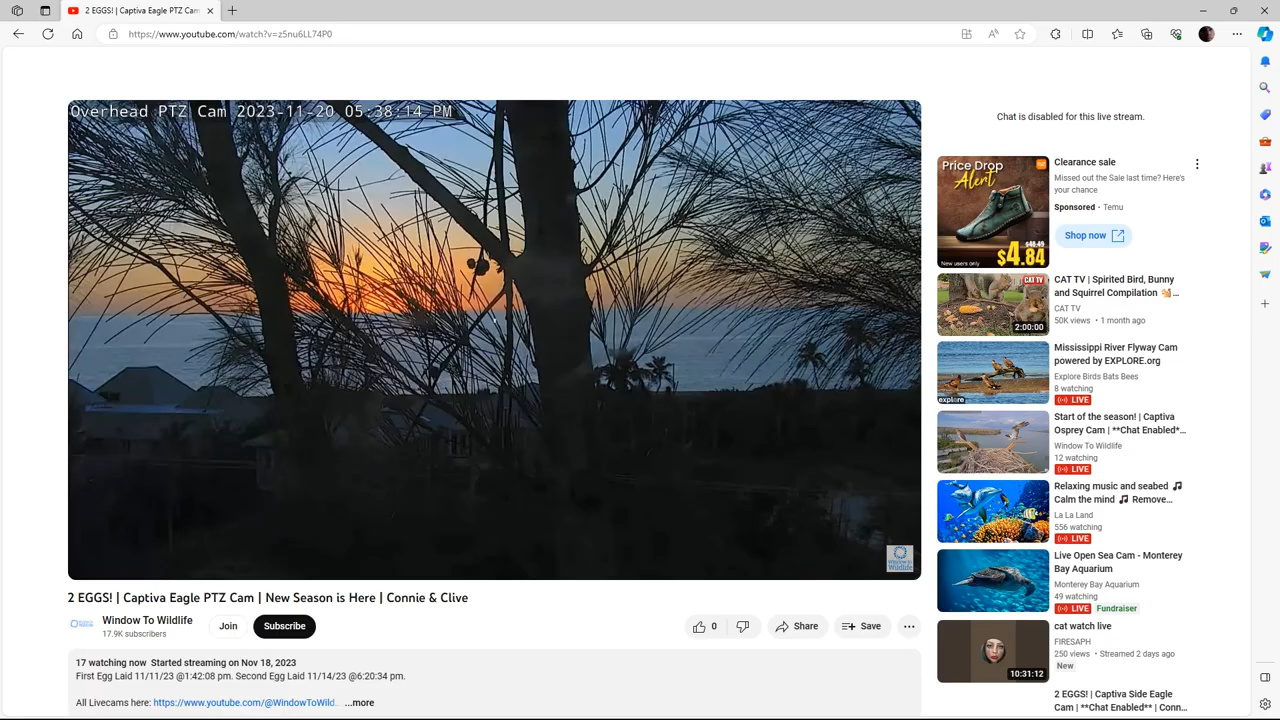 2 EGGS! | Captiva Eagle PTZ Cam
https://www.youtube.com/watch?v=z5nu6LL74P0
Overhead PTZ Cam 2023-11-20 05:38:14 PM
Window to
Wildlife
2 EGGS! | Captiva Eagle PTZ Cam | New Season is Here | Connie & Clive
Window To Wildlife
17.9K subscribers
Join
Subscribe
0
Share
Save
17 watching now Started streaming on Nov 18, 2023
First Egg Laid 11/11/23 @1:42:08 pm. Second Egg Laid 11/14/23 @6:20:34 pm.
All Livecams here: https://www.youtube.com/@WindowToWild... ...more
Chat is disabled for this live stream.
Price Drop
Alert
$48.49
$4.84
New users only
Clearance sale
Missed out the Sale last time? Here's
your chance
Sponsored · Temu
Shop now
CAT TV
2:00:00
CAT TV | Spirited Bird, Bunny
and Squirrel Compilation 🐿️...
CAT TV
50K views • 1 month ago
explore
Mississippi River Flyway Cam
powered by EXPLORE.org
Explore Birds Bats Bees
8 watching
LIVE
Start of the season! | Captiva
Osprey Cam | **Chat Enabled*...
Window To Wildlife
12 watching
LIVE
Relaxing music and seabed 🎵
Calm the mind 🎵 Remove...
La La Land
556 watching
LIVE
Live Open Sea Cam - Monterey
Bay Aquarium
Monterey Bay Aquarium
49 watching
LIVE Fundraiser
10:31:12
cat watch live
FIRESAPH
250 views • Streamed 2 days ago
New
2 EGGS! | Captiva Side Eagle
Cam | **Chat Enabled** | Conn...